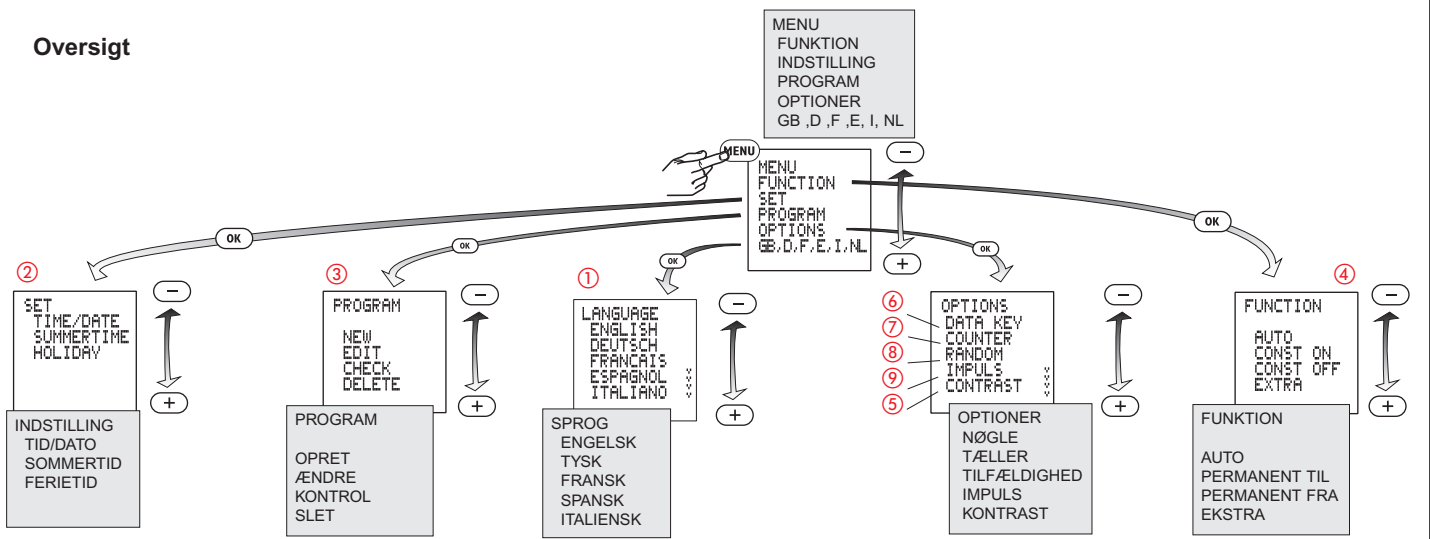 Oversigt
MENU
FUNKTION
INDSTILLING
PROGRAM
OPTIONER
GB ,D ,F ,E, I, NL
MENU
MENU
FUNCTION
SET
PROGRAM
OPTIONS
GB,D,F,E,I,NL
−
+
OK
OK
OK
OK
OK
②
SET
TIME/DATE
SUMMERTIME
HOLIDAY
−
+
INDSTILLING
TID/DATO
SOMMERTID
FERIETID
③
PROGRAM
NEW
EDIT
CHECK
DELETE
−
+
PROGRAM
OPRET
ÆNDRE
KONTROL
SLET
①
LANGUAGE
ENGLISH
DEUTSCH
FRANCAIS
ESPAGNOL
ITALIANO
−
+
SPROG
ENGELSK
TYSK
FRANSK
SPANSK
ITALIENSK
⑥
⑦
⑧
⑨
⑤
OPTIONS
DATA KEY
COUNTER
RANDOM
IMPULS
CONTRAST
−
+
OPTIONER
NØGLE
TÆLLER
TILFÆLDIGHED
IMPULS
KONTRAST
④
FUNCTION
AUTO
CONST ON
CONST OFF
EXTRA
−
+
FUNKTION
AUTO
PERMANENT TIL
PERMANENT FRA
EKSTRA